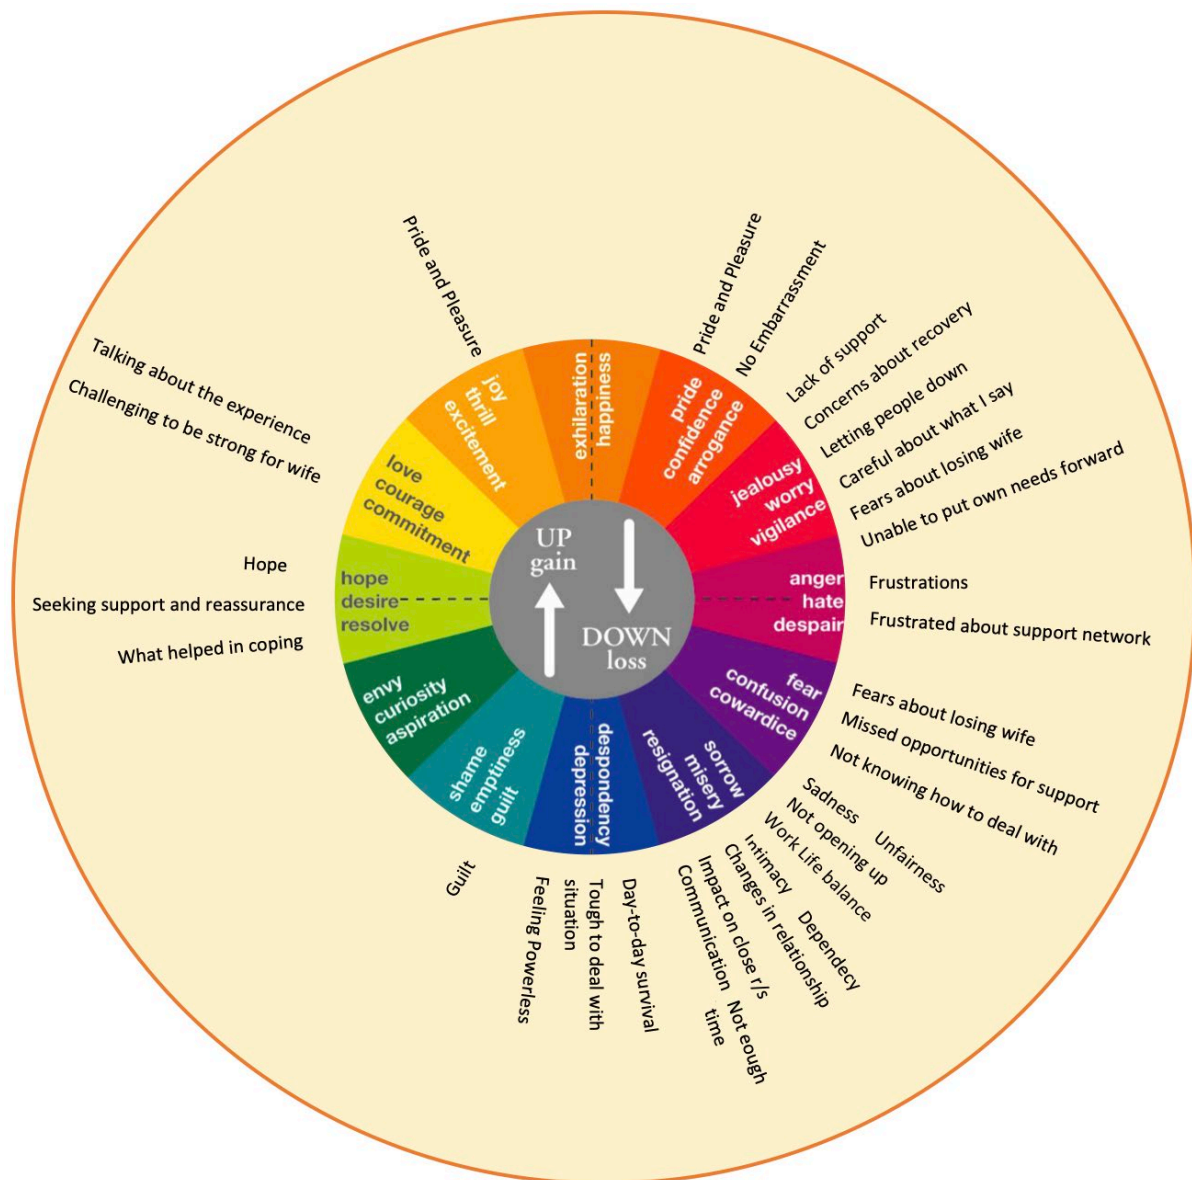 Pride and Pleasure
Pride and Pleasure
No Embarrassment
Lack of support
Concerns about recovery
Letting people down
Careful about what I say
Fears about losing wife
Unable to put own needs forward
Frustrations
Frustrated about support network
Fears about losing wife
Missed opportunities for support
Not knowing how to deal with
Sadness
Unfairness
Not opening up
Work Life balance
Intimacy
Dependecy
Changes in relationship
Impact on close r/s
Communication
Not eough
time
Day-to-day survival
Tough to deal with
situation
Feeling Powerless
Guilt
What helped in coping
Seeking support and reassurance
Hope
Challenging to be strong for wife
Talking about the experience
exhilaration
happiness
pride
confidence
arrogance
jealousy
worry
vigilance
anger
hate
despair
fear
confusion
cowardice
sorrow
misery
resignation
despondency
depression
shame
emptiness
guilt
envy
curiosity
aspiration
hope
desire
resolve
love
courage
commitment
joy
thrill
excitement
UP
gain
DOWN
loss